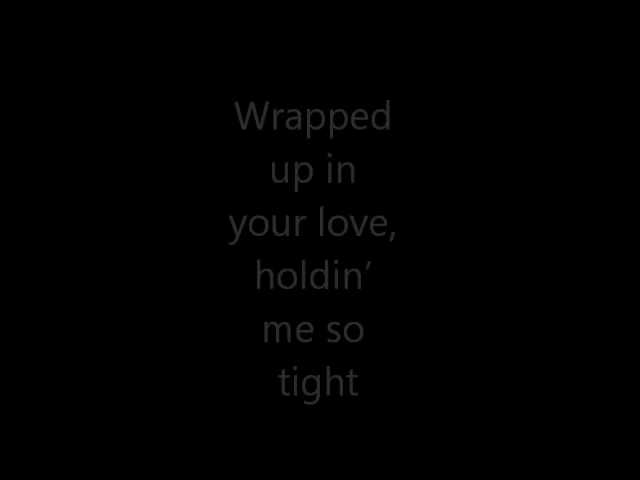 Wrapped
up in
your love,
holdin’
me so
tight